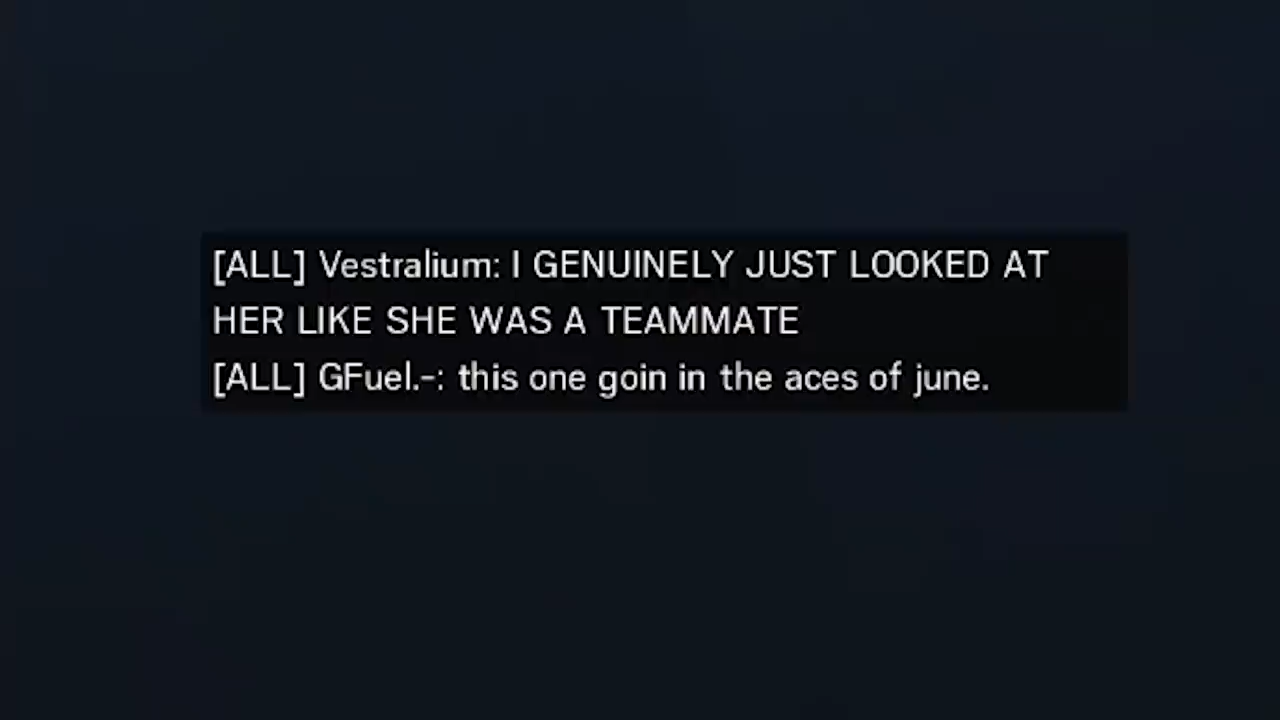 [ALL] Vestralium: I GENUINELY JUST LOOKED AT
HER LIKE SHE WAS A TEAMMATE
[ALL] GFuel.-: this one goin in the aces of june.